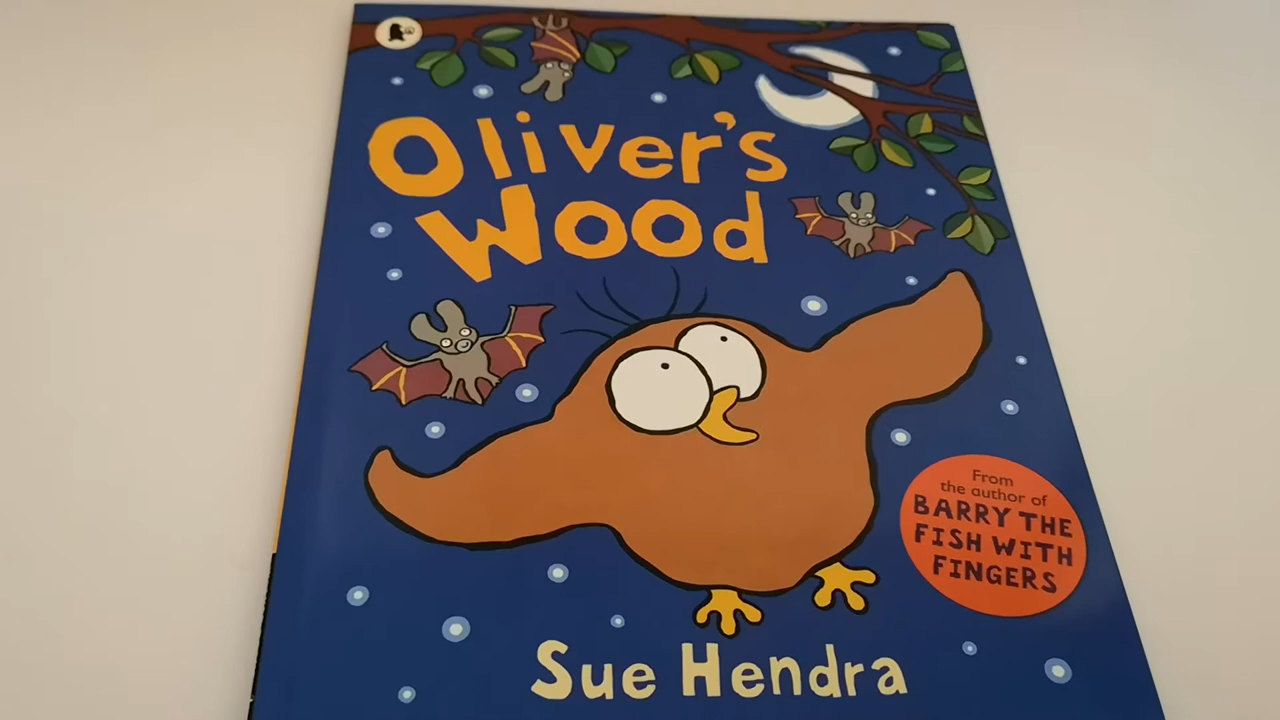 Oliver's
Wood
From
the author of
BARRY THE
FISH WITH
FINGERS
Sue Hendra